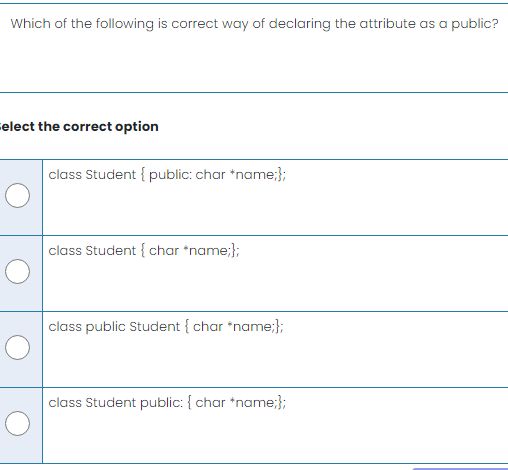 Which of the following is correct way of declaring the attribute as a public?
elect the correct option
class Student { public: char *name;};
class Student { char *name;};
class public Student { char *name;};
class Student public: { char *name;};